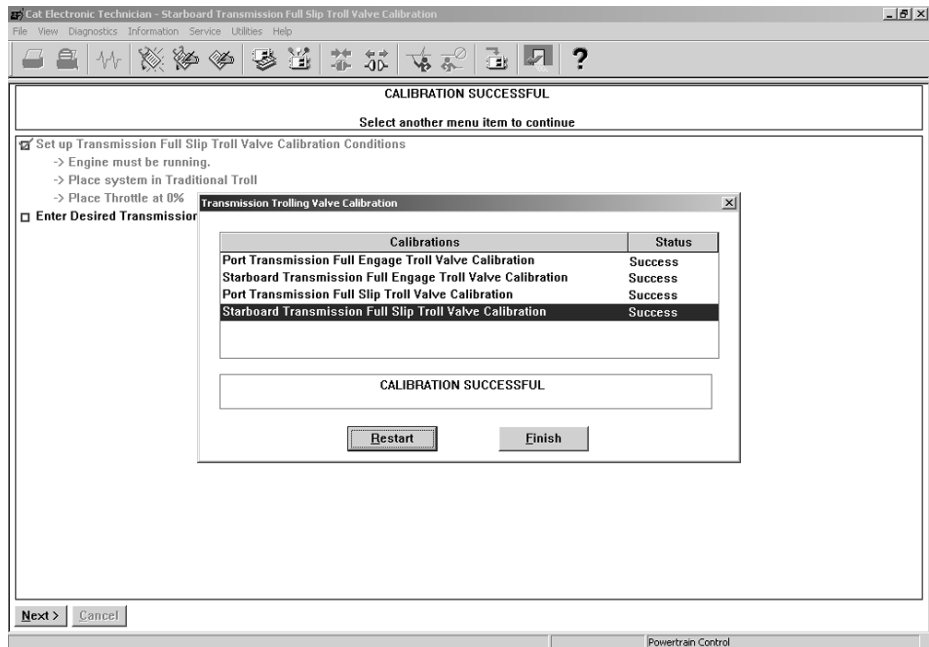 Cat Electronic Technician - Starboard Transmission Full Slip Troll Valve Calibration
File View Diagnostics Information Service Utilities Help
CALIBRATION SUCCESSFUL
Select another menu item to continue
Set up Transmission Full Slip Troll Valve Calibration Conditions
-> Engine must be running.
-> Place system in Traditional Troll
-> Place Throttle at 0%
Enter Desired Transmission
Transmission Trolling Valve Calibration
Calibrations Status
Port Transmission Full Engage Troll Valve Calibration Success
Starboard Transmission Full Engage Troll Valve Calibration Success
Port Transmission Full Slip Troll Valve Calibration Success
Starboard Transmission Full Slip Troll Valve Calibration Success
CALIBRATION SUCCESSFUL
Restart Finish
Next > Cancel
Powertrain Control